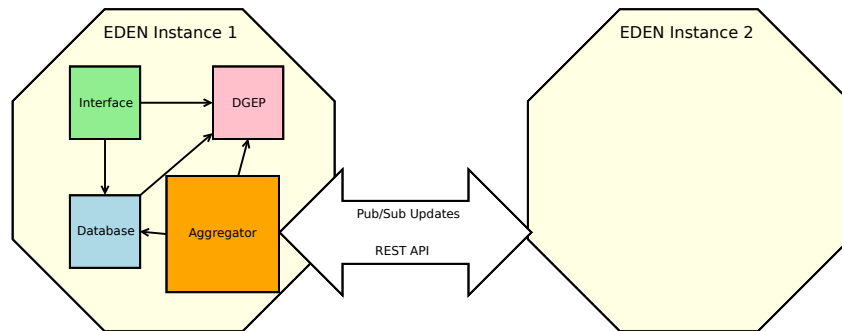 EDEN Instance 1
EDEN Instance 2
Interface
DGEP
Database
Aggregator
Pub/Sub Updates
REST API